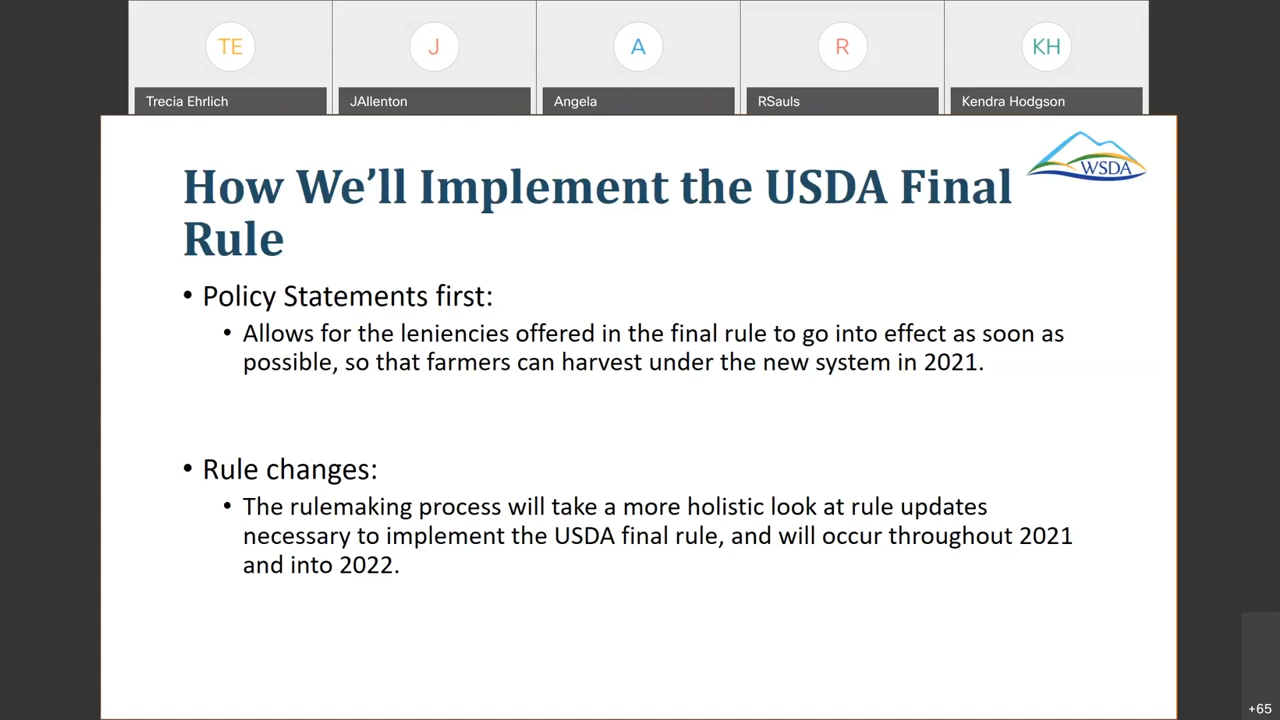 TE
J
A
R
KH
Trecia Ehrlich
JAllenton
Angela
RSauls
Kendra Hodgson
WSDA
How We'll Implement the USDA Final
Rule
• Policy Statements first:
• Allows for the leniencies offered in the final rule to go into effect as soon as
possible, so that farmers can harvest under the new system in 2021.
• Rule changes:
• The rulemaking process will take a more holistic look at rule updates
necessary to implement the USDA final rule, and will occur throughout 2021
and into 2022.
+65